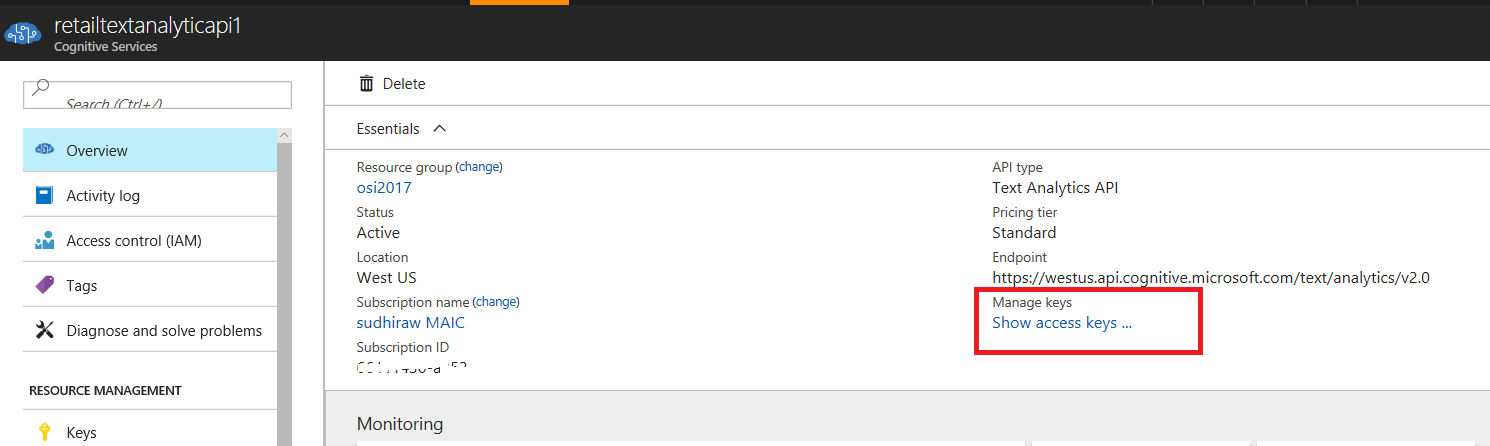 retailtextanalyticapi1
Cognitive Services
Search (Ctrl+/)
Overview
Activity log
Access control (IAM)
Tags
Diagnose and solve problems
RESOURCE MANAGEMENT
Keys
Delete
Essentials
Resource group (change)
osi2017
Status
Active
Location
West US
Subscription name (change)
sudhiraw MAIC
Subscription ID
API type
Text Analytics API
Pricing tier
Standard
Endpoint
https://westus.api.cognitive.microsoft.com/text/analytics/v2.0
Manage keys
Show access keys ...
Monitoring